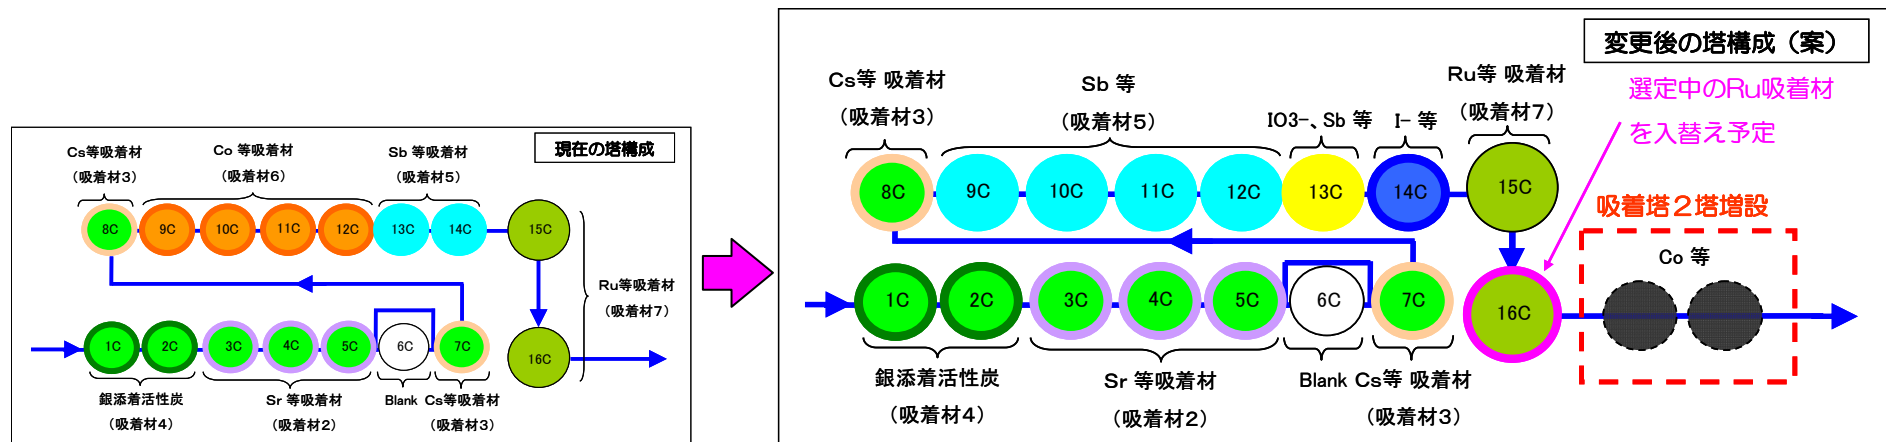 現在の塔構成
Cs等吸着材
(吸着材3)
Co 等吸着材
(吸着材6)
Sb 等吸着材
(吸着材5)
8C
9C
10C
11C
12C
13C
14C
15C
Ru等吸着材
(吸着材7)
1C
2C
3C
4C
5C
6C
7C
16C
銀添着活性炭
(吸着材4)
Sr 等吸着材
(吸着材2)
Blank
Cs等吸着材
(吸着材3)
変更後の塔構成（案）
Cs等 吸着材
(吸着材3)
Sb 等
(吸着材5)
IO3-、Sb 等
I- 等
Ru等 吸着材
(吸着材7)
選定中のRu吸着材
を入替え予定
8C
9C
10C
11C
12C
13C
14C
15C
吸着塔２塔増設
Co 等
1C
2C
3C
4C
5C
6C
7C
16C
銀添着活性炭
(吸着材4)
Sr 等吸着材
(吸着材2)
Blank
Cs等 吸着材
(吸着材3)